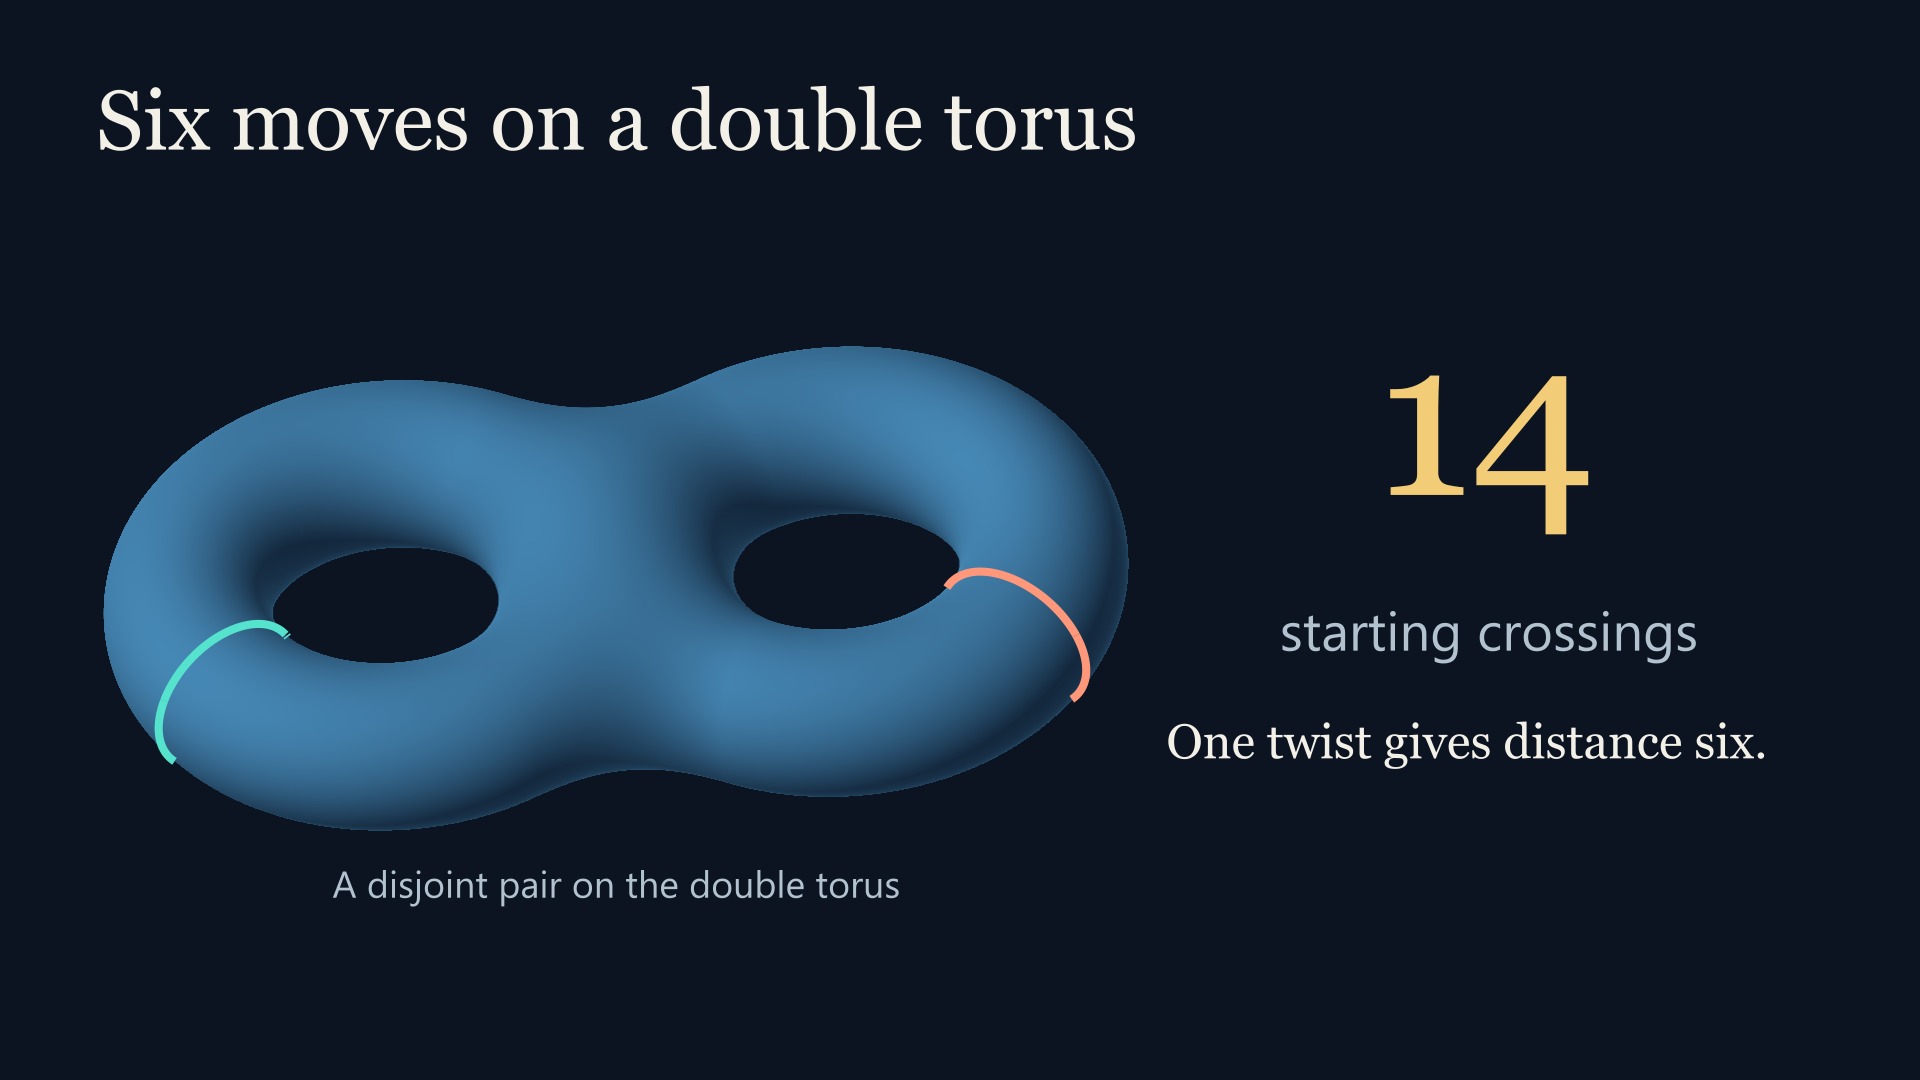 Six moves on a double torus
14
starting crossings
One twist gives distance six.
A disjoint pair on the double torus